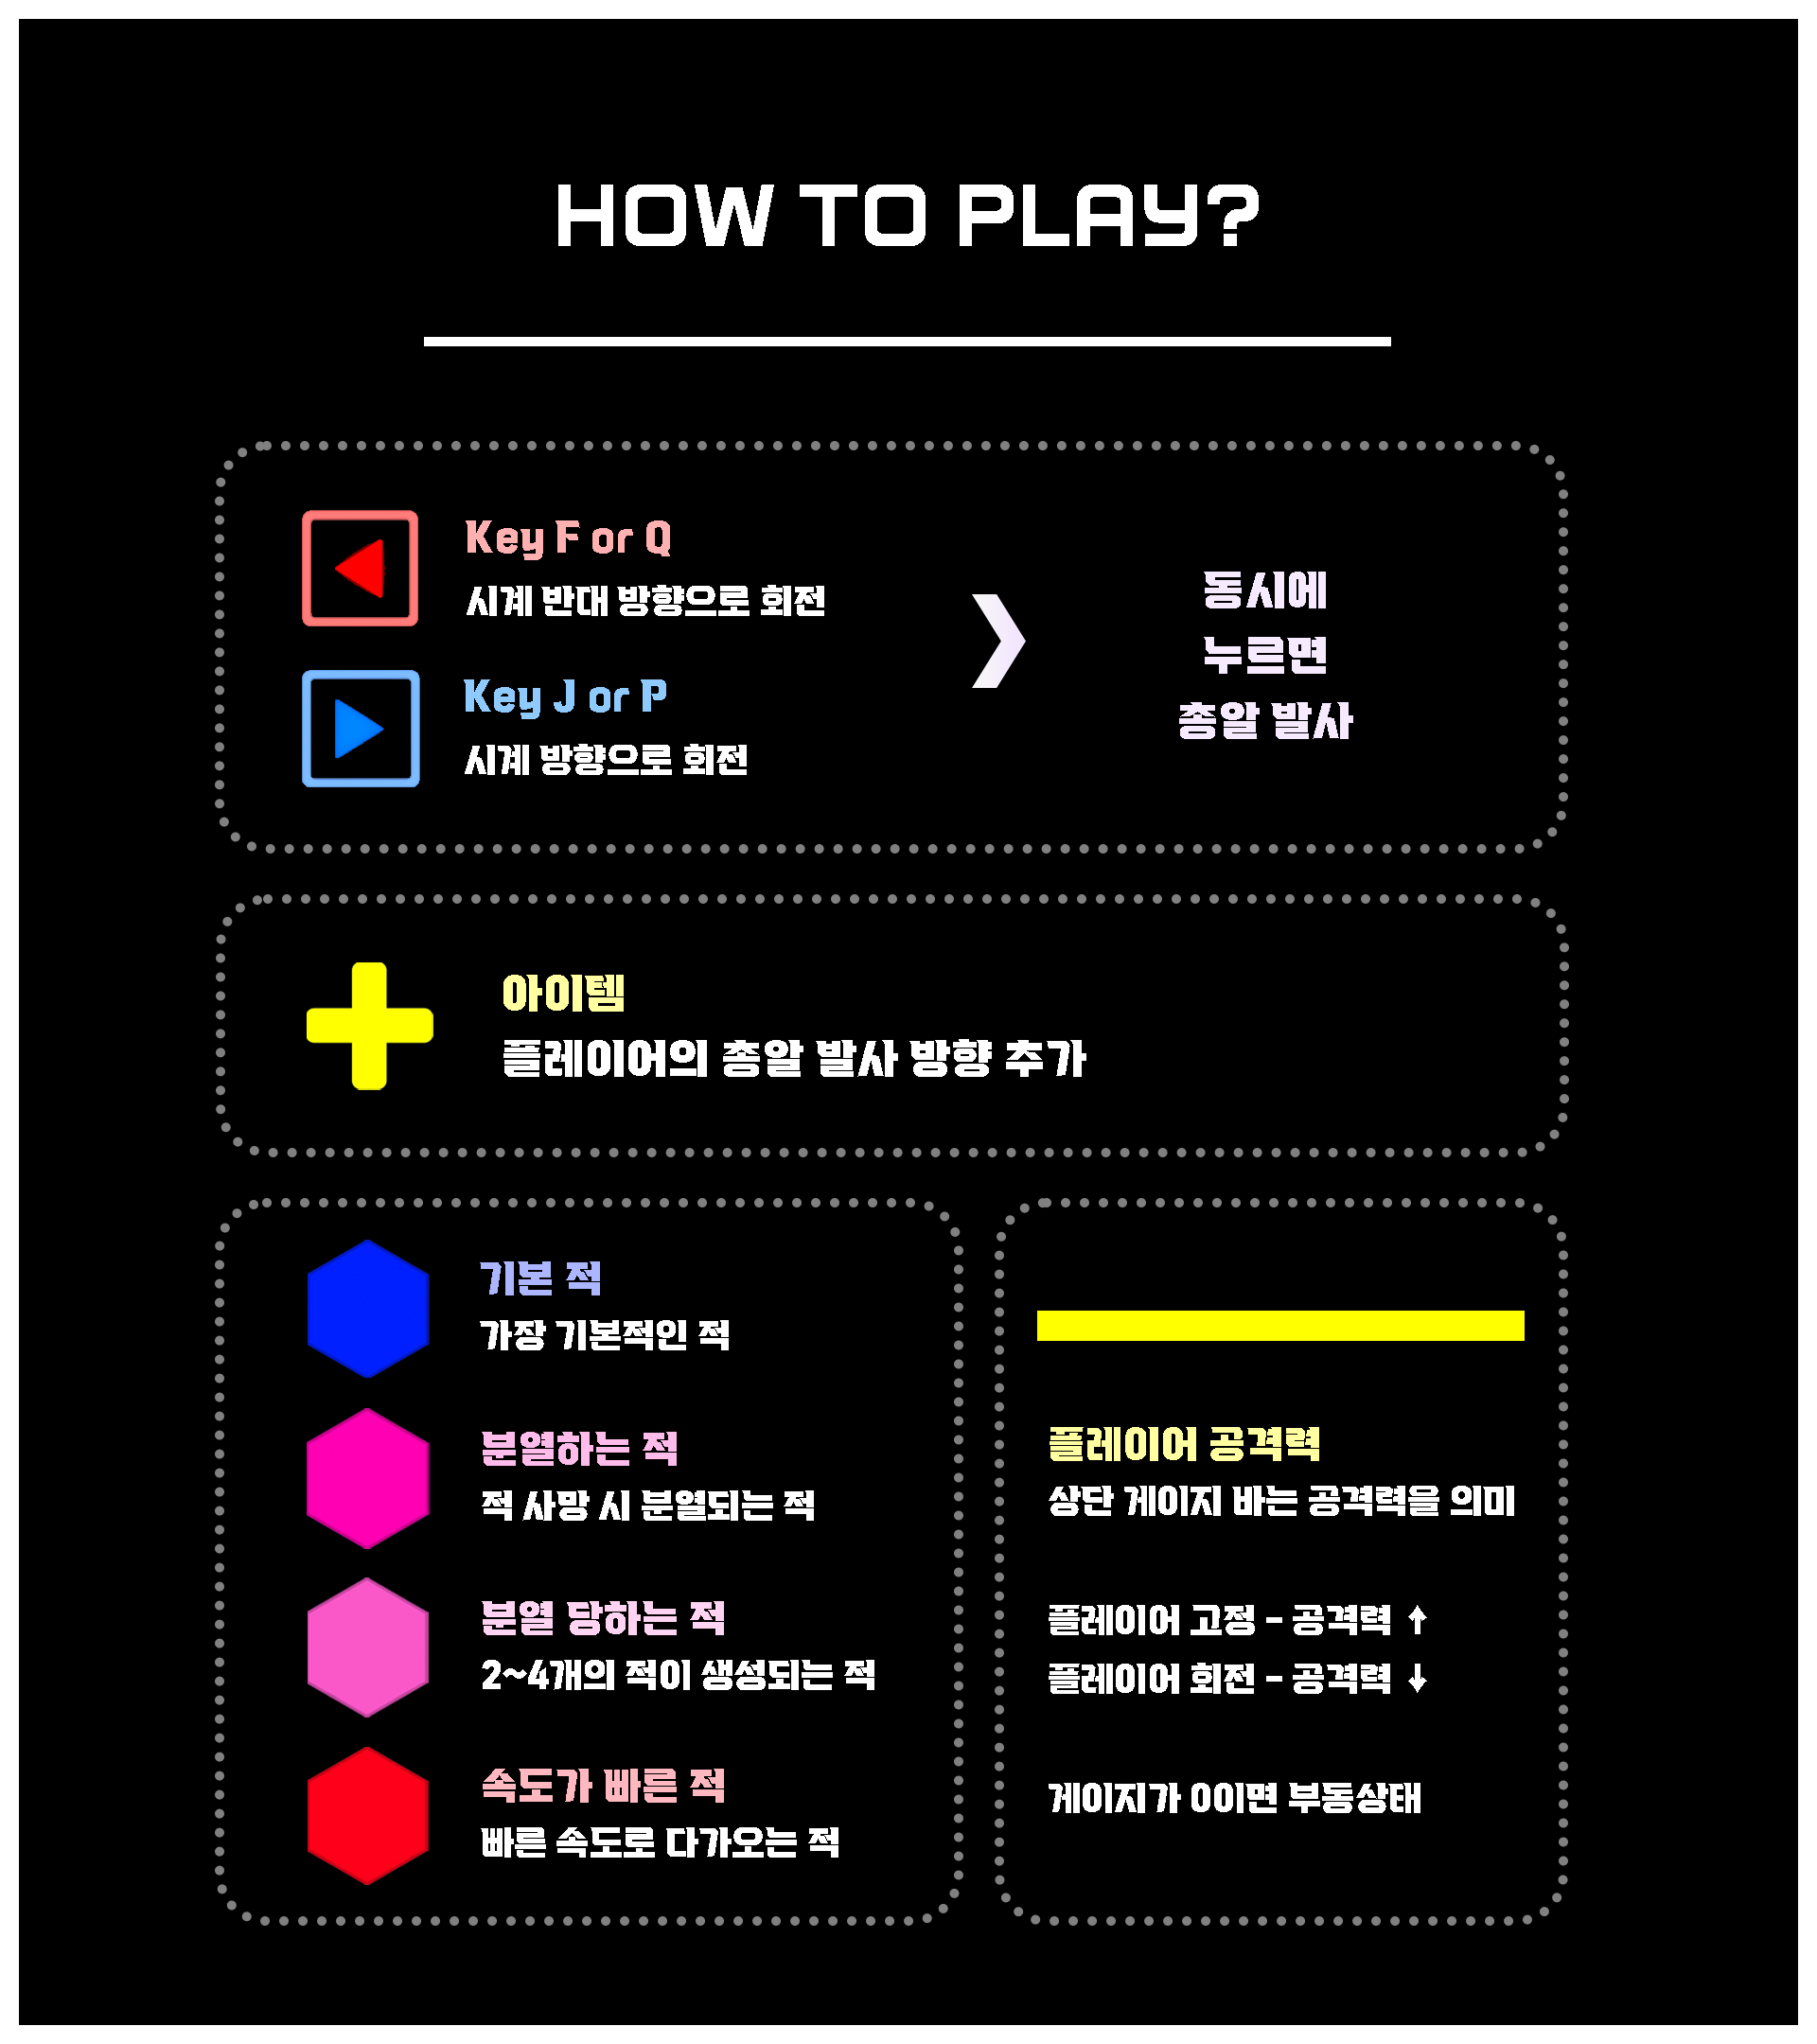 HOW TO PLAY?
Key F or Q
시계 반대 방향으로 회전
Key J or P
시계 방향으로 회전
동시에
누르면
총알 발사
아이템
플레이어의 총알 발사 방향 추가
기본 적
가장 기본적인 적
분열하는 적
적 사망 시 분열되는 적
분열 당하는 적
2~4개의 적이 생성되는 적
속도가 빠른 적
빠른 속도로 다가오는 적
플레이어 공격력
상단 게이지 바는 공격력을 의미
플레이어 고정 - 공격력 ↑
플레이어 회전 - 공격력 ↓
게이지가 0이면 부동상태